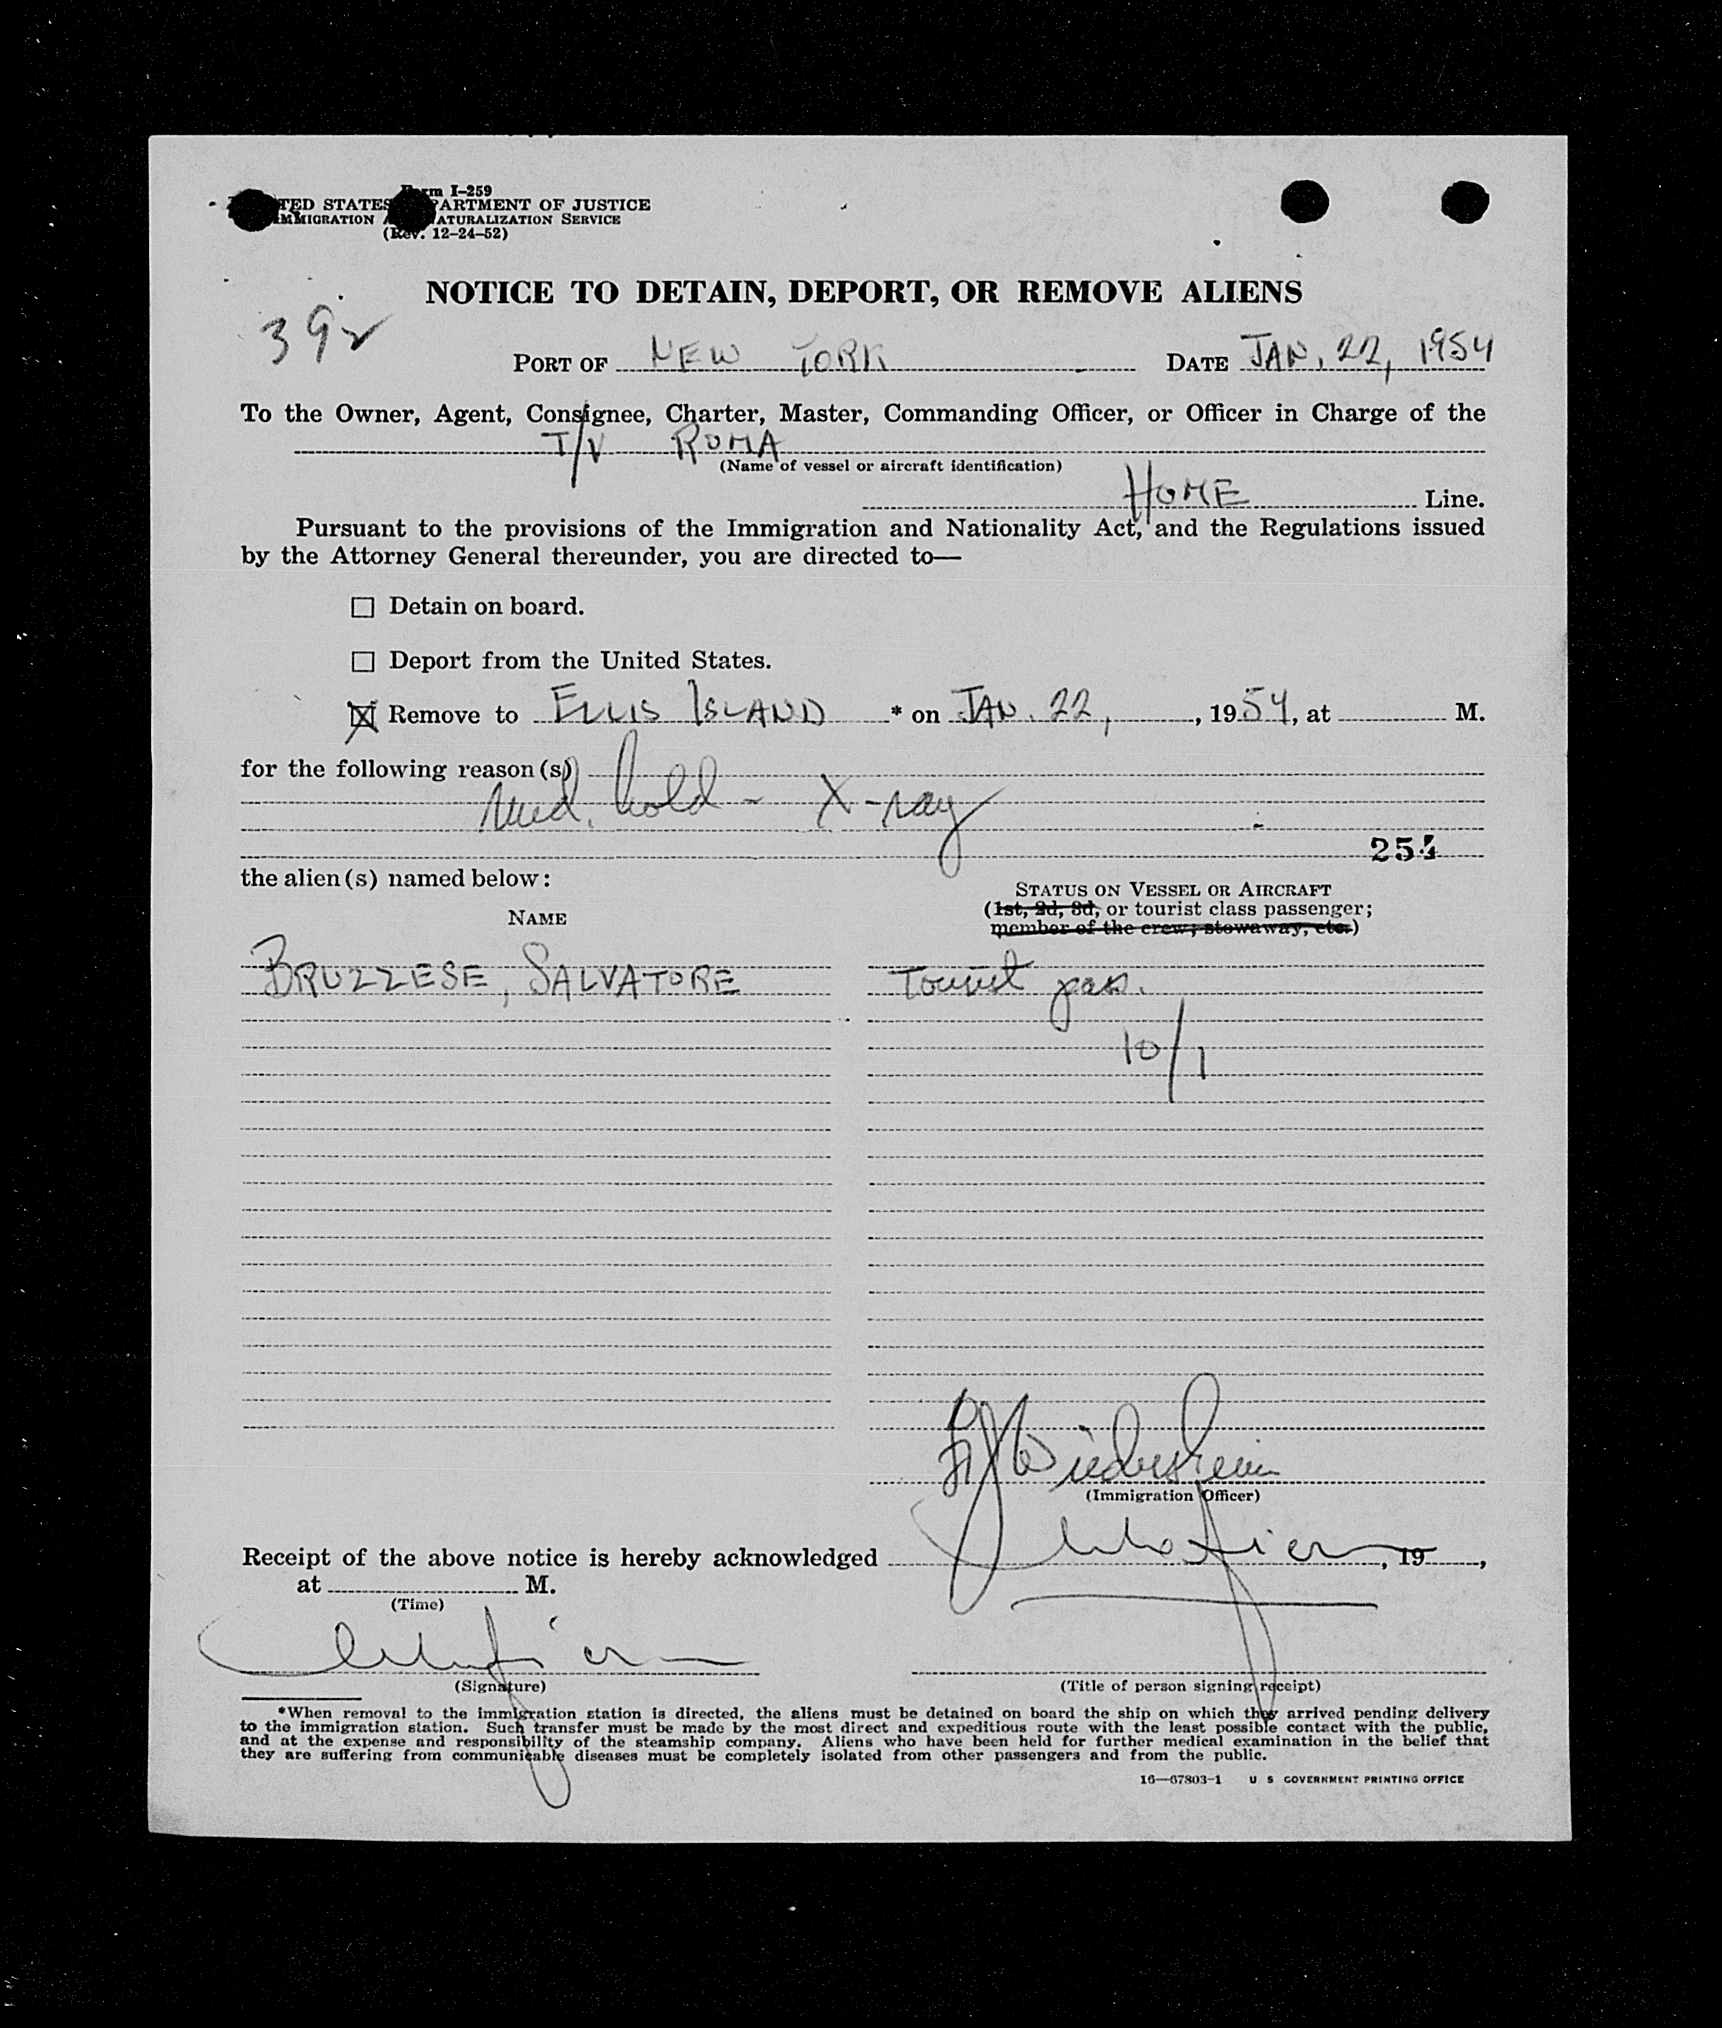 Form I-259
UNITED STATES DEPARTMENT OF JUSTICE
IMMIGRATION AND NATURALIZATION SERVICE
(Rev. 12-24-52)
NOTICE TO DETAIN, DEPORT, OR REMOVE ALIENS
392
PORT OF NEW YORK DATE JAN. 22, 1954
To the Owner, Agent, Consignee, Charter, Master, Commanding Officer, or Officer in Charge of the
T/V ROMA
(Name of vessel or aircraft identification)
HOME Line.
Pursuant to the provisions of the Immigration and Nationality Act, and the Regulations issued
by the Attorney General thereunder, you are directed to—
☐ Detain on board.
☐ Deport from the United States.
☒ Remove to ELLIS ISLAND * on JAN. 22, , 1954, at M.
for the following reason(s)
Med. hold - X-ray
254
the alien(s) named below:
NAME
STATUS ON VESSEL OR AIRCRAFT
(1st, 2d, 3d, or tourist class passenger;
member of the crew; stowaway, etc.)
BRUZZESE, SALVATORE Tourist pas.
10/1
(Immigration Officer)
Receipt of the above notice is hereby acknowledged , 19 ,
at M.
(Time)
(Signature) (Title of person signing receipt)
*When removal to the immigration station is directed, the aliens must be detained on board the ship on which they arrived pending delivery
to the immigration station. Such transfer must be made by the most direct and expeditious route with the least possible contact with the public,
and at the expense and responsibility of the steamship company. Aliens who have been held for further medical examination in the belief that
they are suffering from communicable diseases must be completely isolated from other passengers and from the public.
16—67803-1 U S GOVERNMENT PRINTING OFFICE